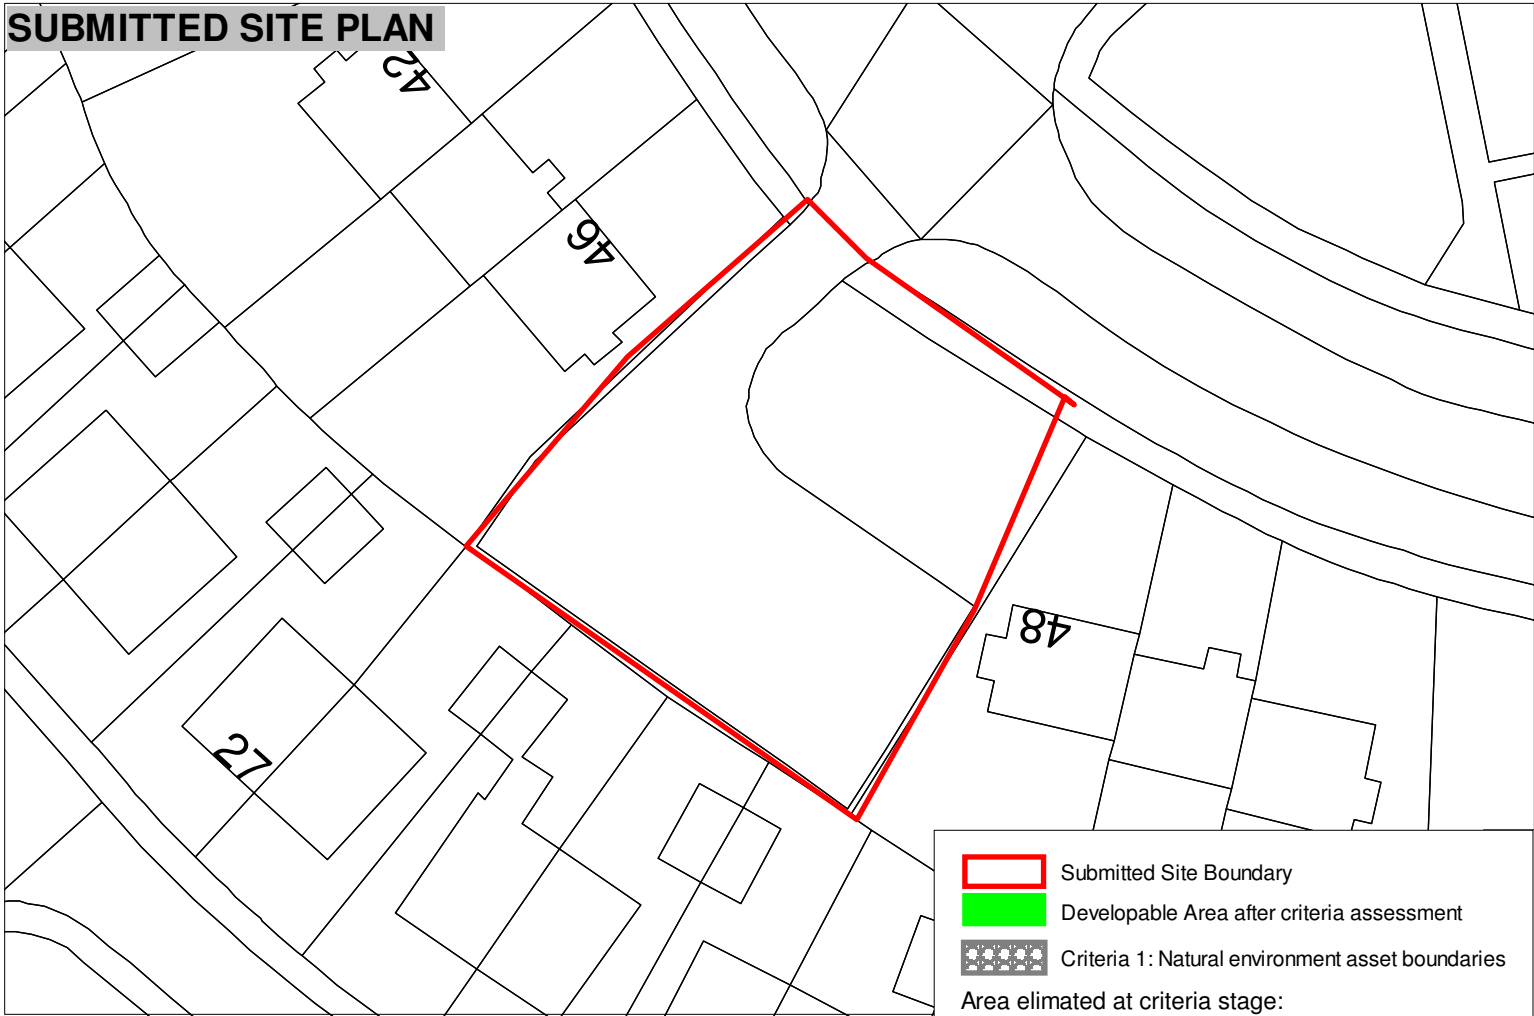 SUBMITTED SITE PLAN
42
46
48
27
Submitted Site Boundary
Developable Area after criteria assessment
Criteria 1: Natural environment asset boundaries
Area elimated at criteria stage: